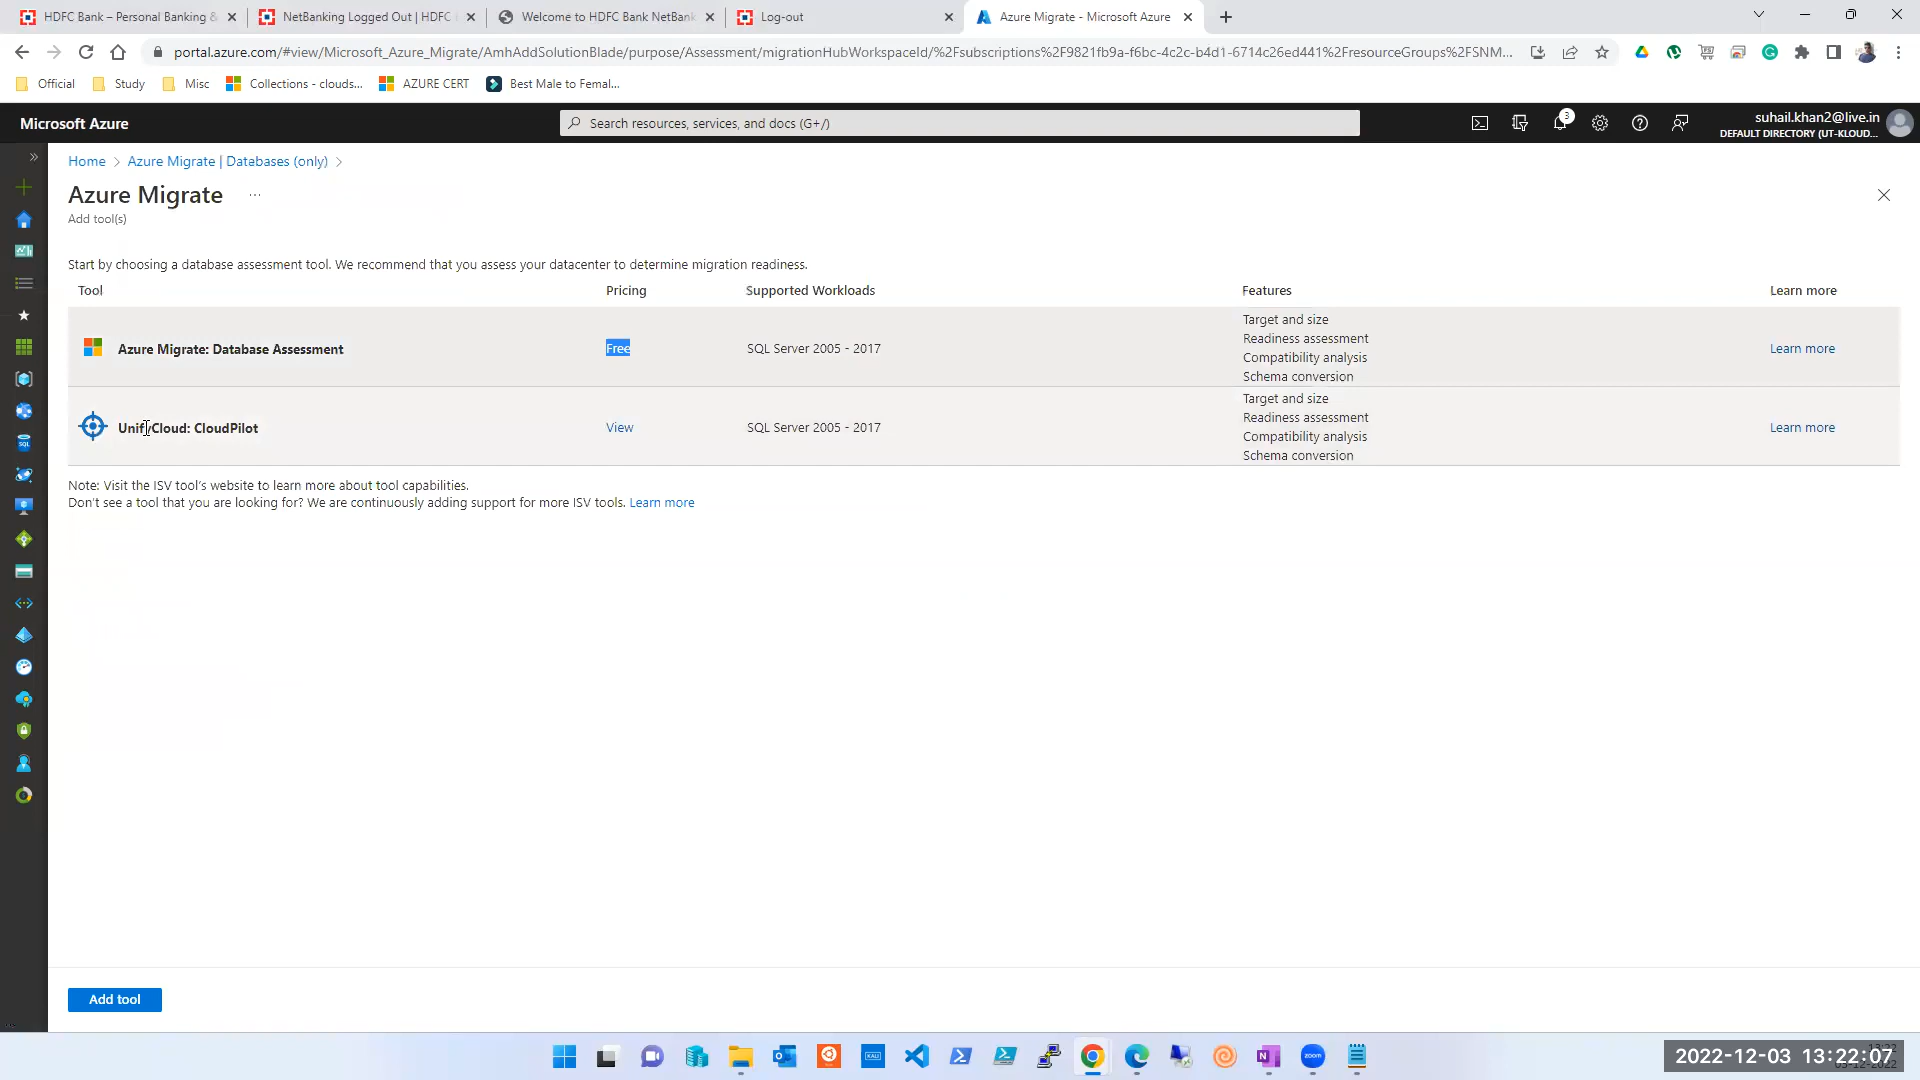 HDFC Bank – Personal Banking &
NetBanking Logged Out | HDFC
Welcome to HDFC Bank NetBank
Log-out
Azure Migrate - Microsoft Azure
portal.azure.com/#view/Microsoft_Azure_Migrate/AmhAddSolutionBlade/purpose/Assessment/migrationHubWorkspaceId/%2Fsubscriptions%2F9821fb9a-f6bc-4c2c-b4d1-6714c26ed441%2FresourceGroups%2FSNM...
Official
Study
Misc
Collections - clouds...
AZURE CERT
Best Male to Femal...
Microsoft Azure
Search resources, services, and docs (G+/)
3
suhail.khan2@live.in
DEFAULT DIRECTORY (UT-KLOUD...
Home > Azure Migrate | Databases (only) >
Azure Migrate ...
Add tool(s)
Start by choosing a database assessment tool. We recommend that you assess your datacenter to determine migration readiness.
Tool Pricing Supported Workloads Features Learn more
Azure Migrate: Database Assessment Free SQL Server 2005 - 2017
Target and size
Readiness assessment
Compatibility analysis
Schema conversion
Learn more
UnifyCloud: CloudPilot View SQL Server 2005 - 2017
Target and size
Readiness assessment
Compatibility analysis
Schema conversion
Learn more
Note: Visit the ISV tool's website to learn more about tool capabilities.
Don't see a tool that you are looking for? We are continuously adding support for more ISV tools. Learn more
Add tool
2022-12-03 13:22:07